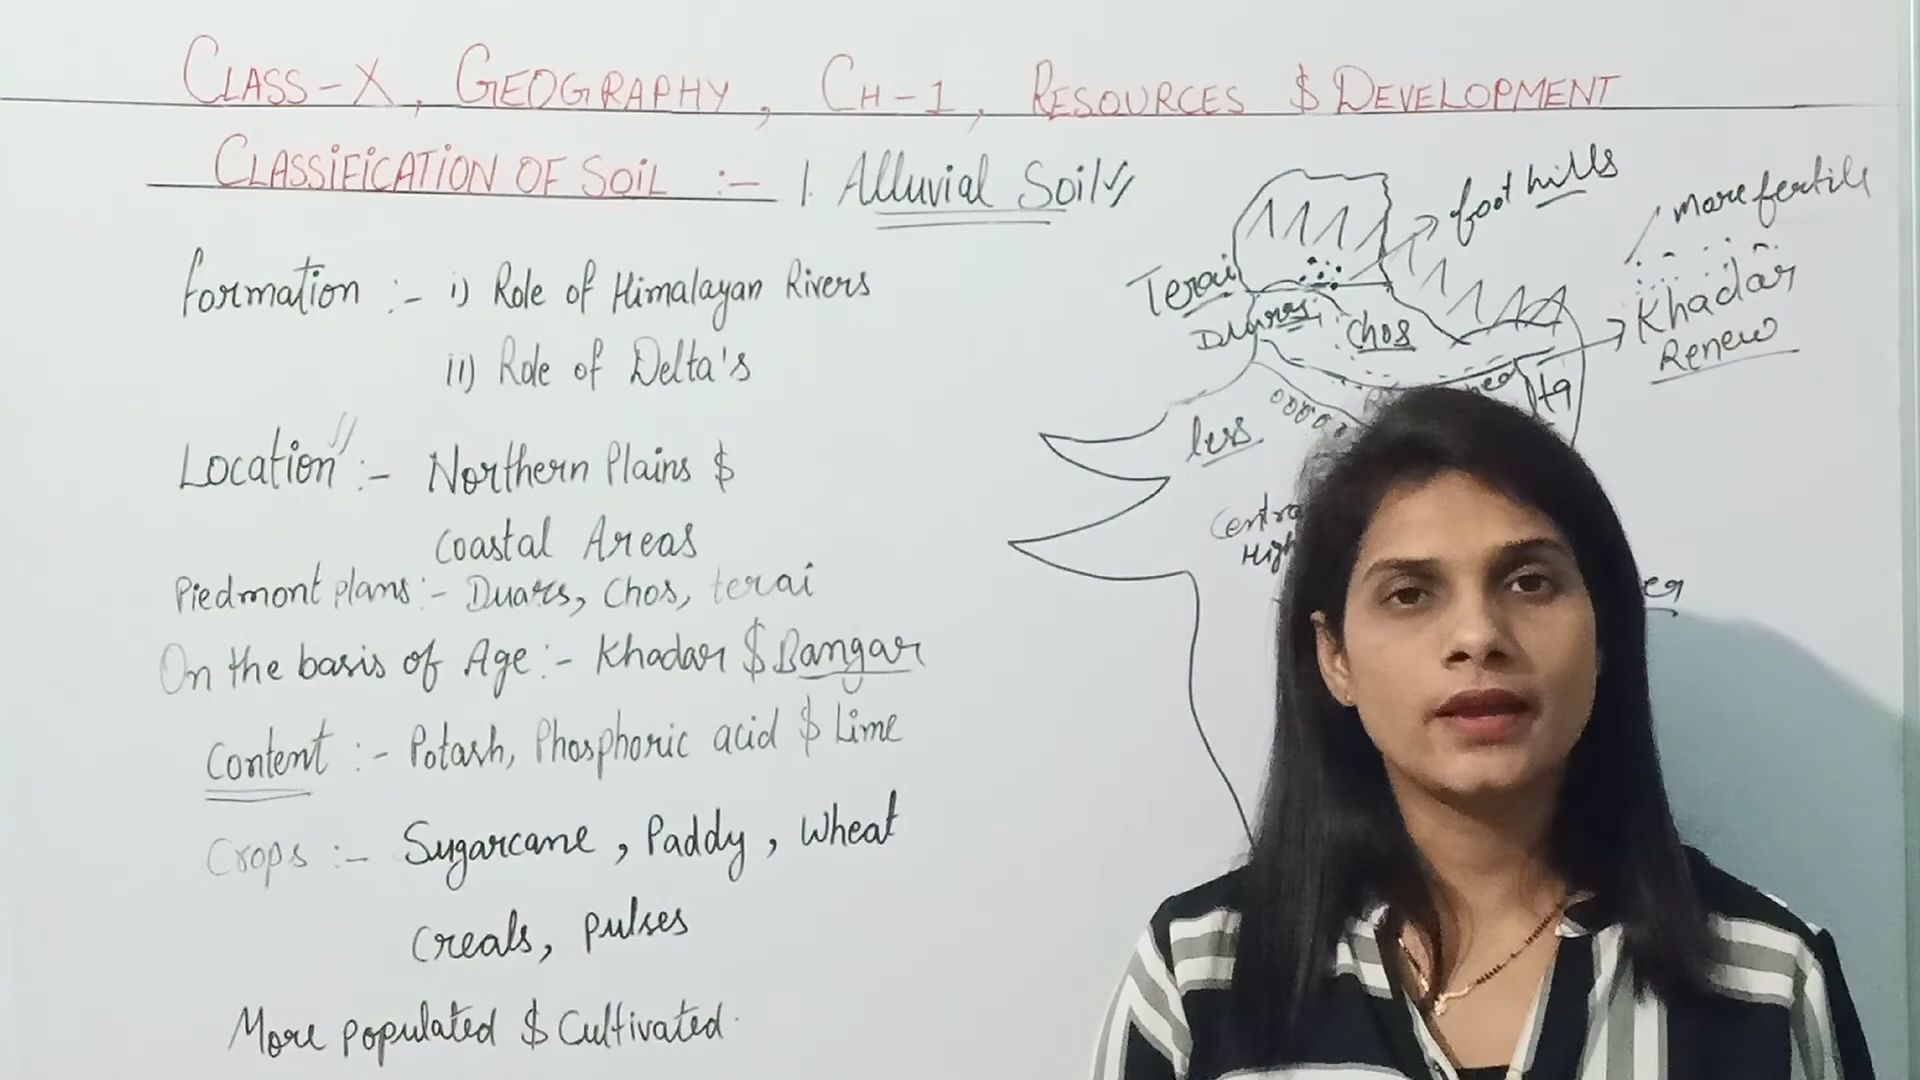 CLASS-X, GEOGRAPHY, CH-1, RESOURCES $ DEVELOPMENT
CLASSIFICATION OF SOIL :- 1. Alluvial Soils
formation :- i) Role of Himalayan Rivers
ii) Role of Delta's
Location :- Northern Plains $
Coastal Areas
Piedmont plans :- Duars, Chos, terai
On the basis of Age :- Khadar $ Bangar
Content :- Potash, Phosphoric acid $ Lime
Crops :- Sugarcane, Paddy, Wheat
Creals, pulses
More populated $ Cultivated.
foot hills
more fertile
Terai
Duars
Chos
Khadar
Renew
less